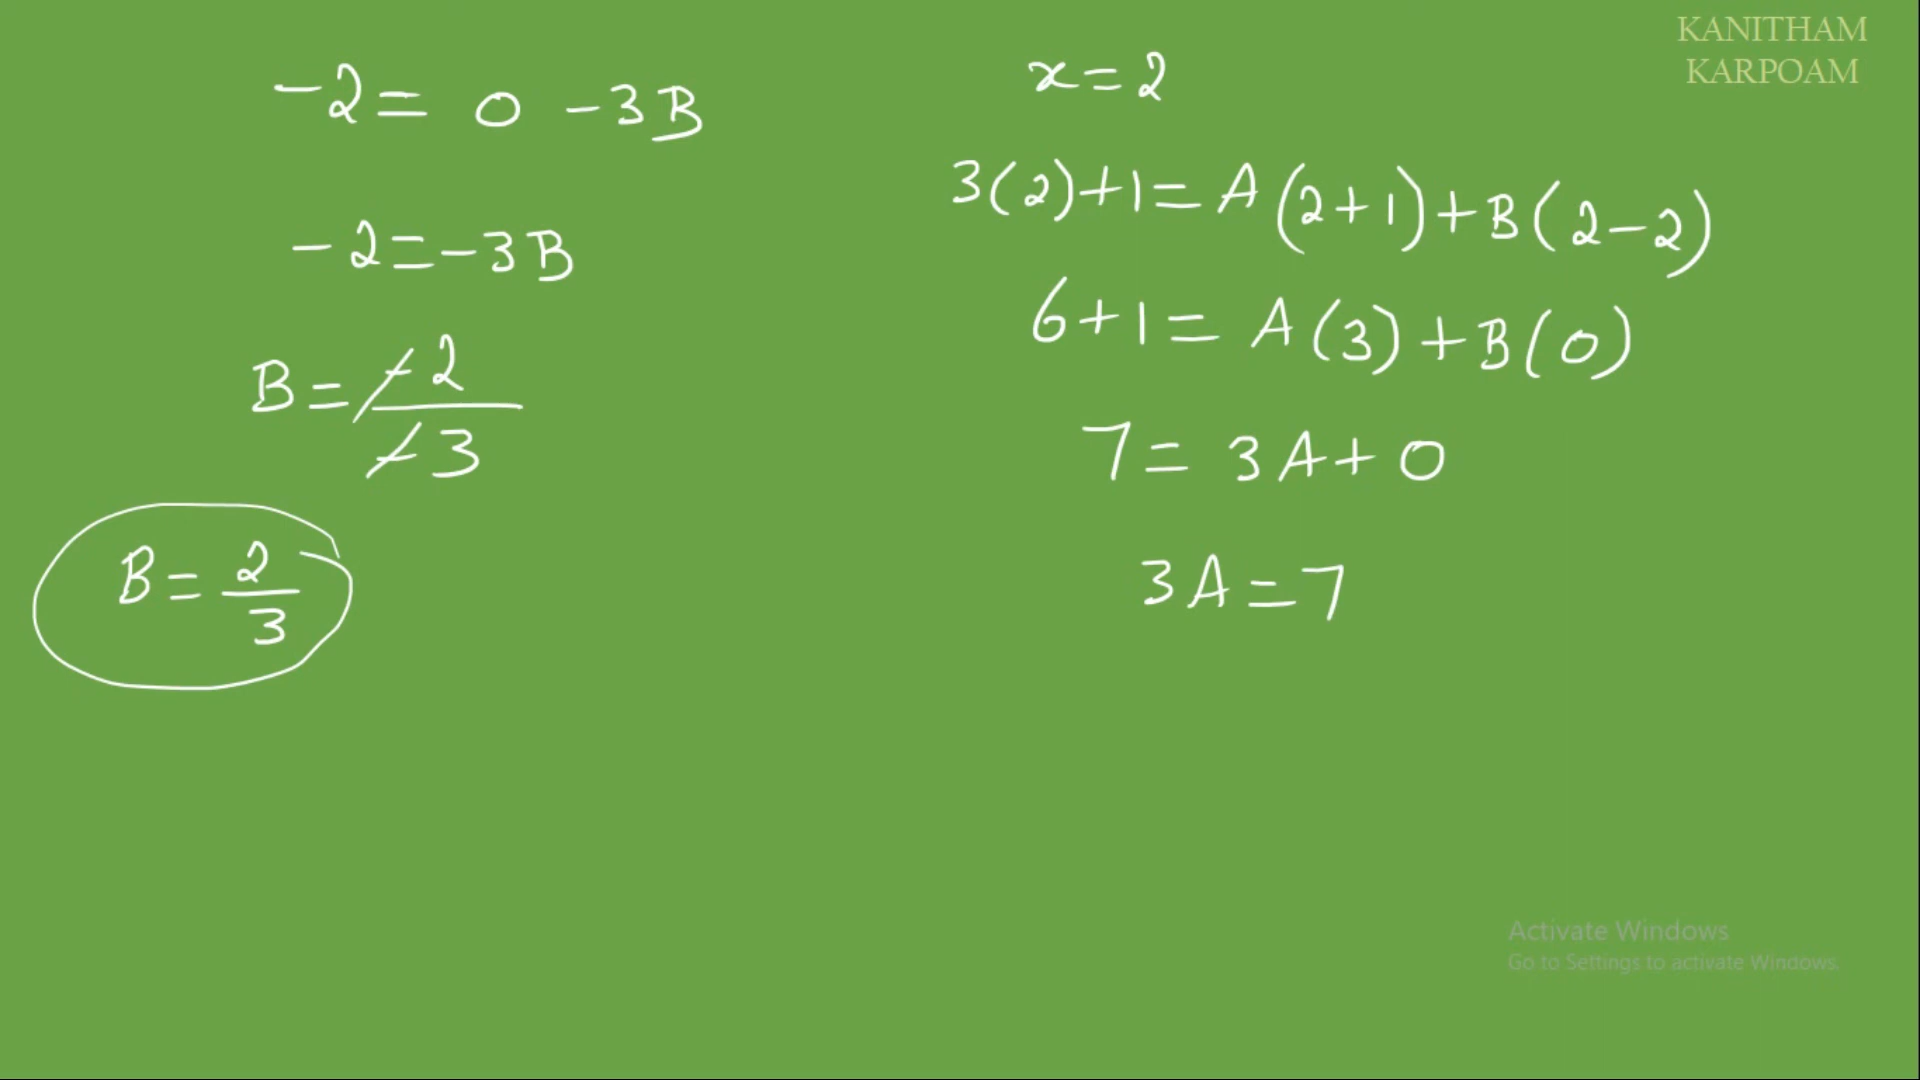 KANITHAM
KARPOAM
-2 = 0 -3B
-2 = -3B
B = -2/-3
B = 2/3
x = 2
3(2)+1 = A(2+1)+B(2-2)
6+1 = A(3)+B(0)
7 = 3A+0
3A = 7
Activate Windows
Go to Settings to activate Windows.